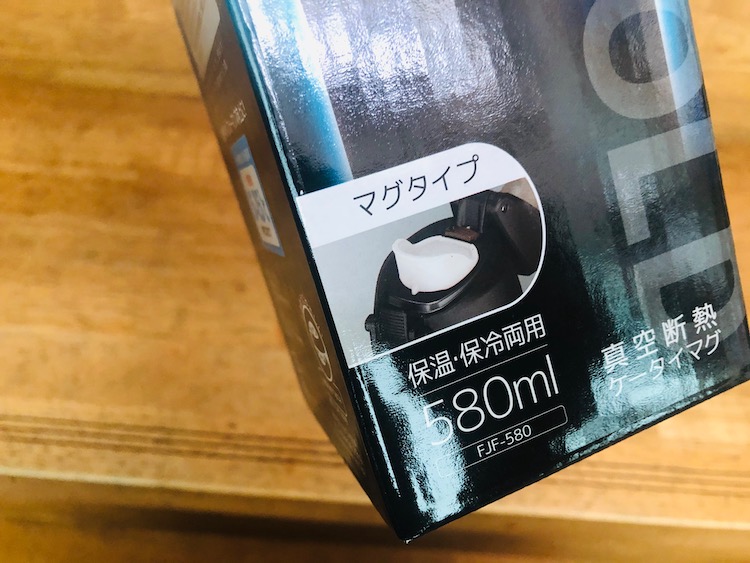 OLD
マグタイプ
保温・保冷両用
580ml
FJF-580
真空断熱
ケータイマグ